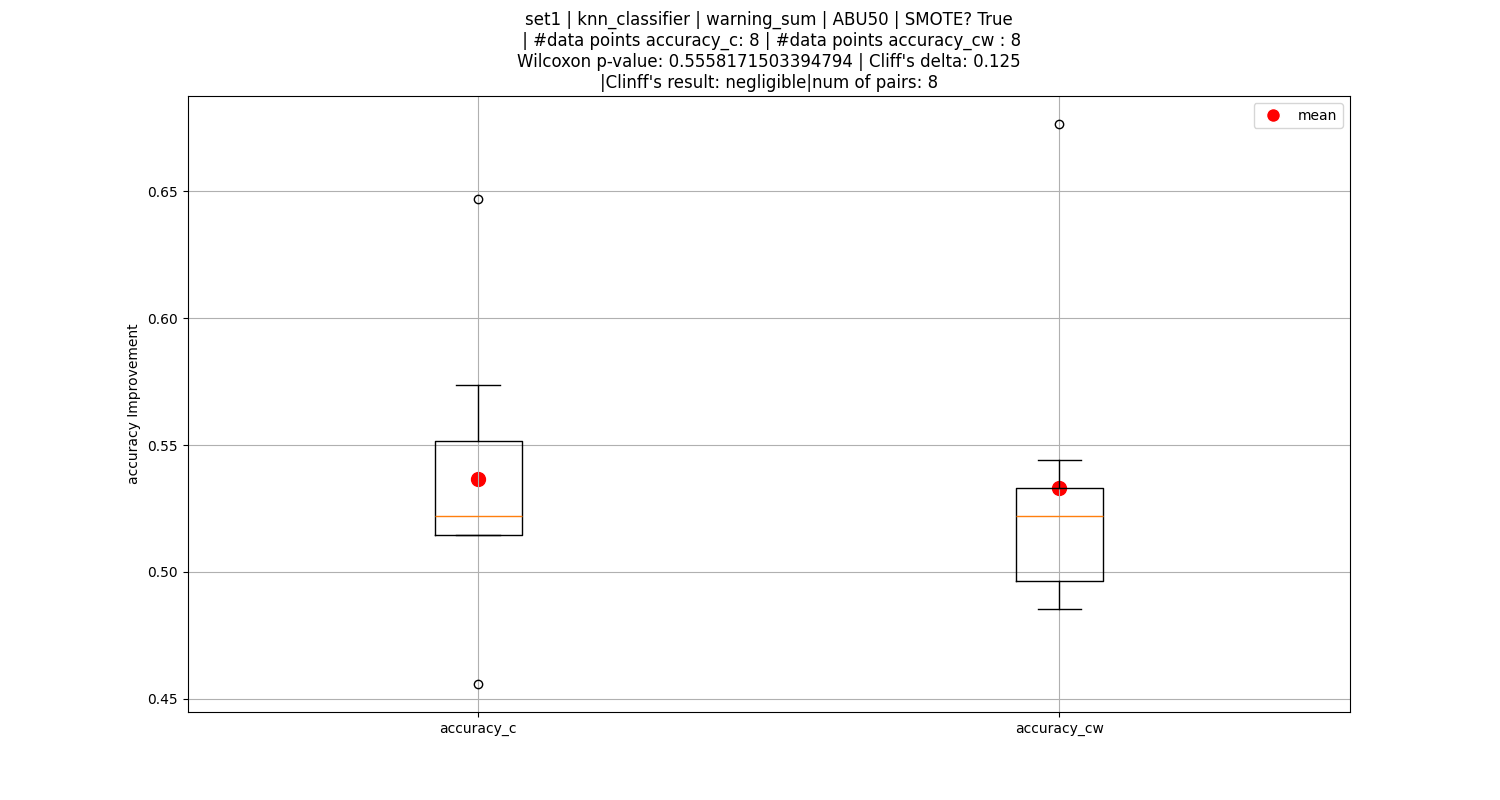 set1 | knn_classifier | warning_sum | ABU50 | SMOTE? True
| #data points accuracy_c: 8 | #data points accuracy_cw : 8
Wilcoxon p-value: 0.5558171503394794 | Cliff's delta: 0.125
|Clinff's result: negligible|num of pairs: 8
mean
accuracy Improvement
0.65
0.60
0.55
0.50
0.45
accuracy_c
accuracy_cw